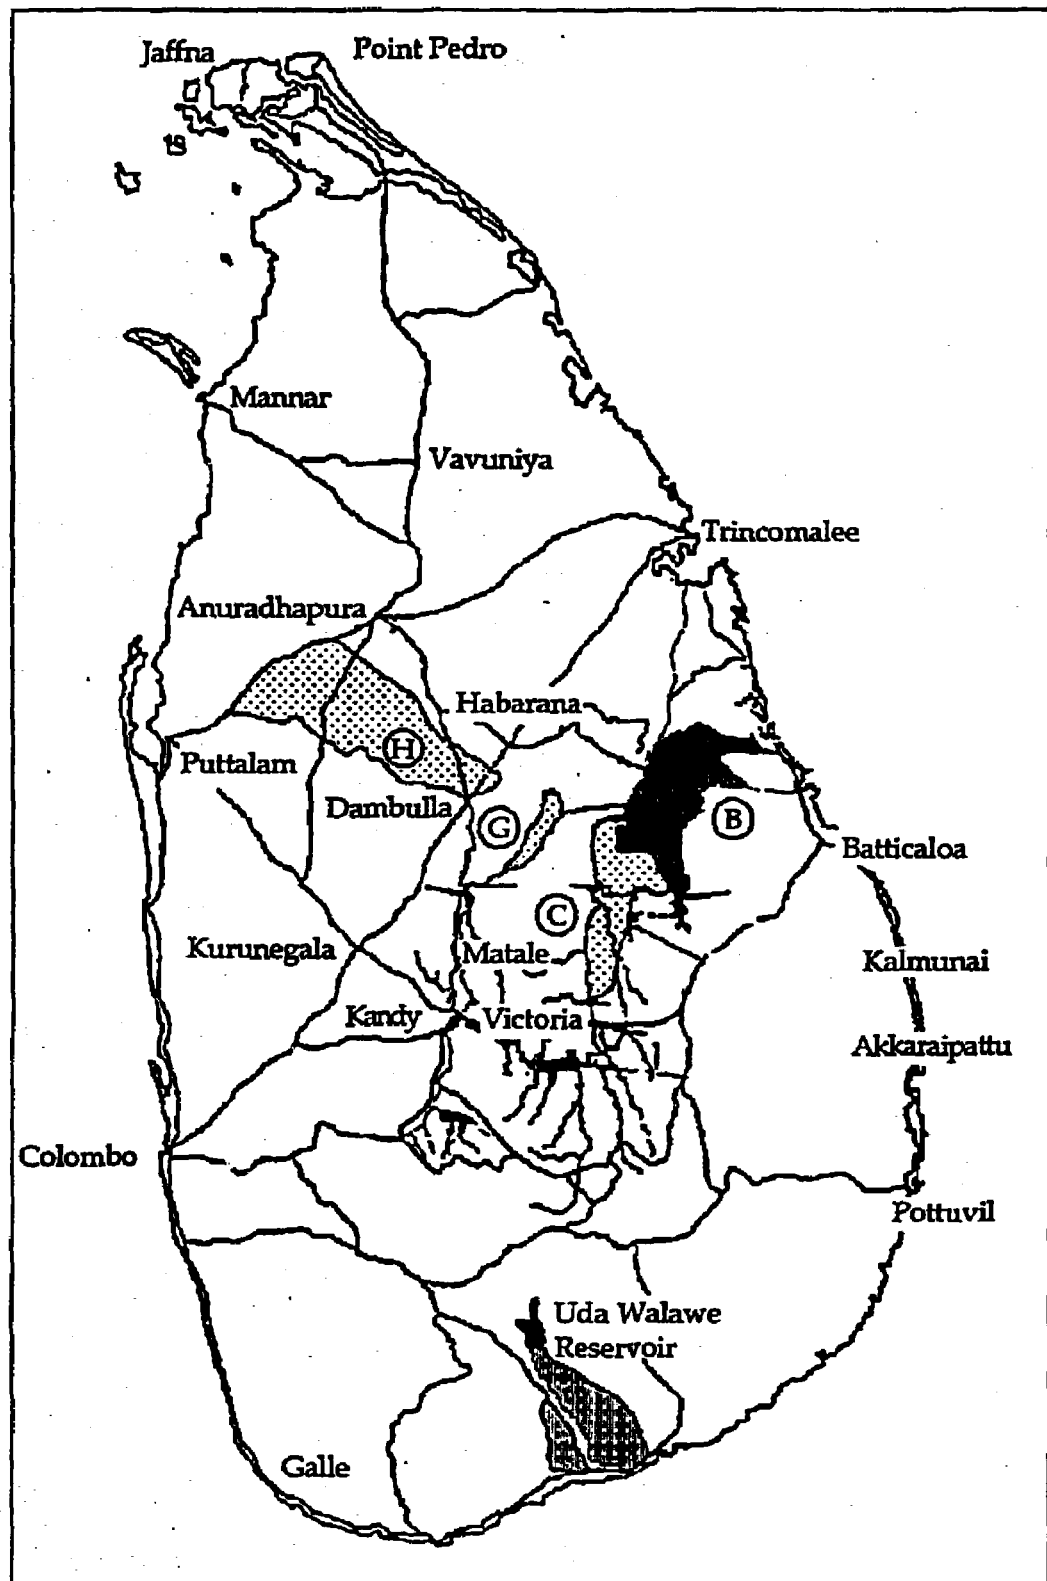 Jaffna
Point Pedro
Mannar
Vavuniya
Trincomalee
Anuradhapura
Habarana
H
Puttalam
Dambulla
G
B
Batticaloa
C
Kurunegala
Matale
Kalmunai
Kandy
Victoria
Akkaraipattu
Colombo
Pottuvil
Uda Walawe
Reservoir
Galle